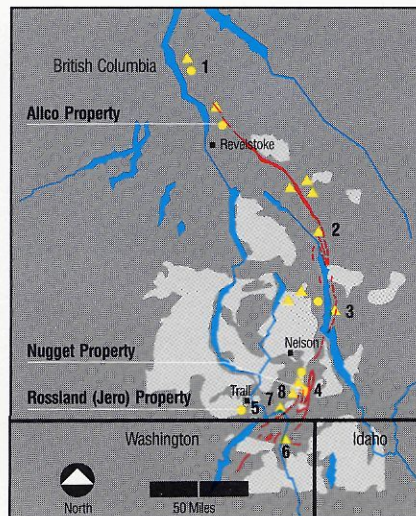 British Columbia
1
Allco Property
Revelstoke
2
3
Nugget Property
Nelson
Rossland (Jero) Property
Trail
5
7
8
4
Washington
Idaho
6
North
50 Miles